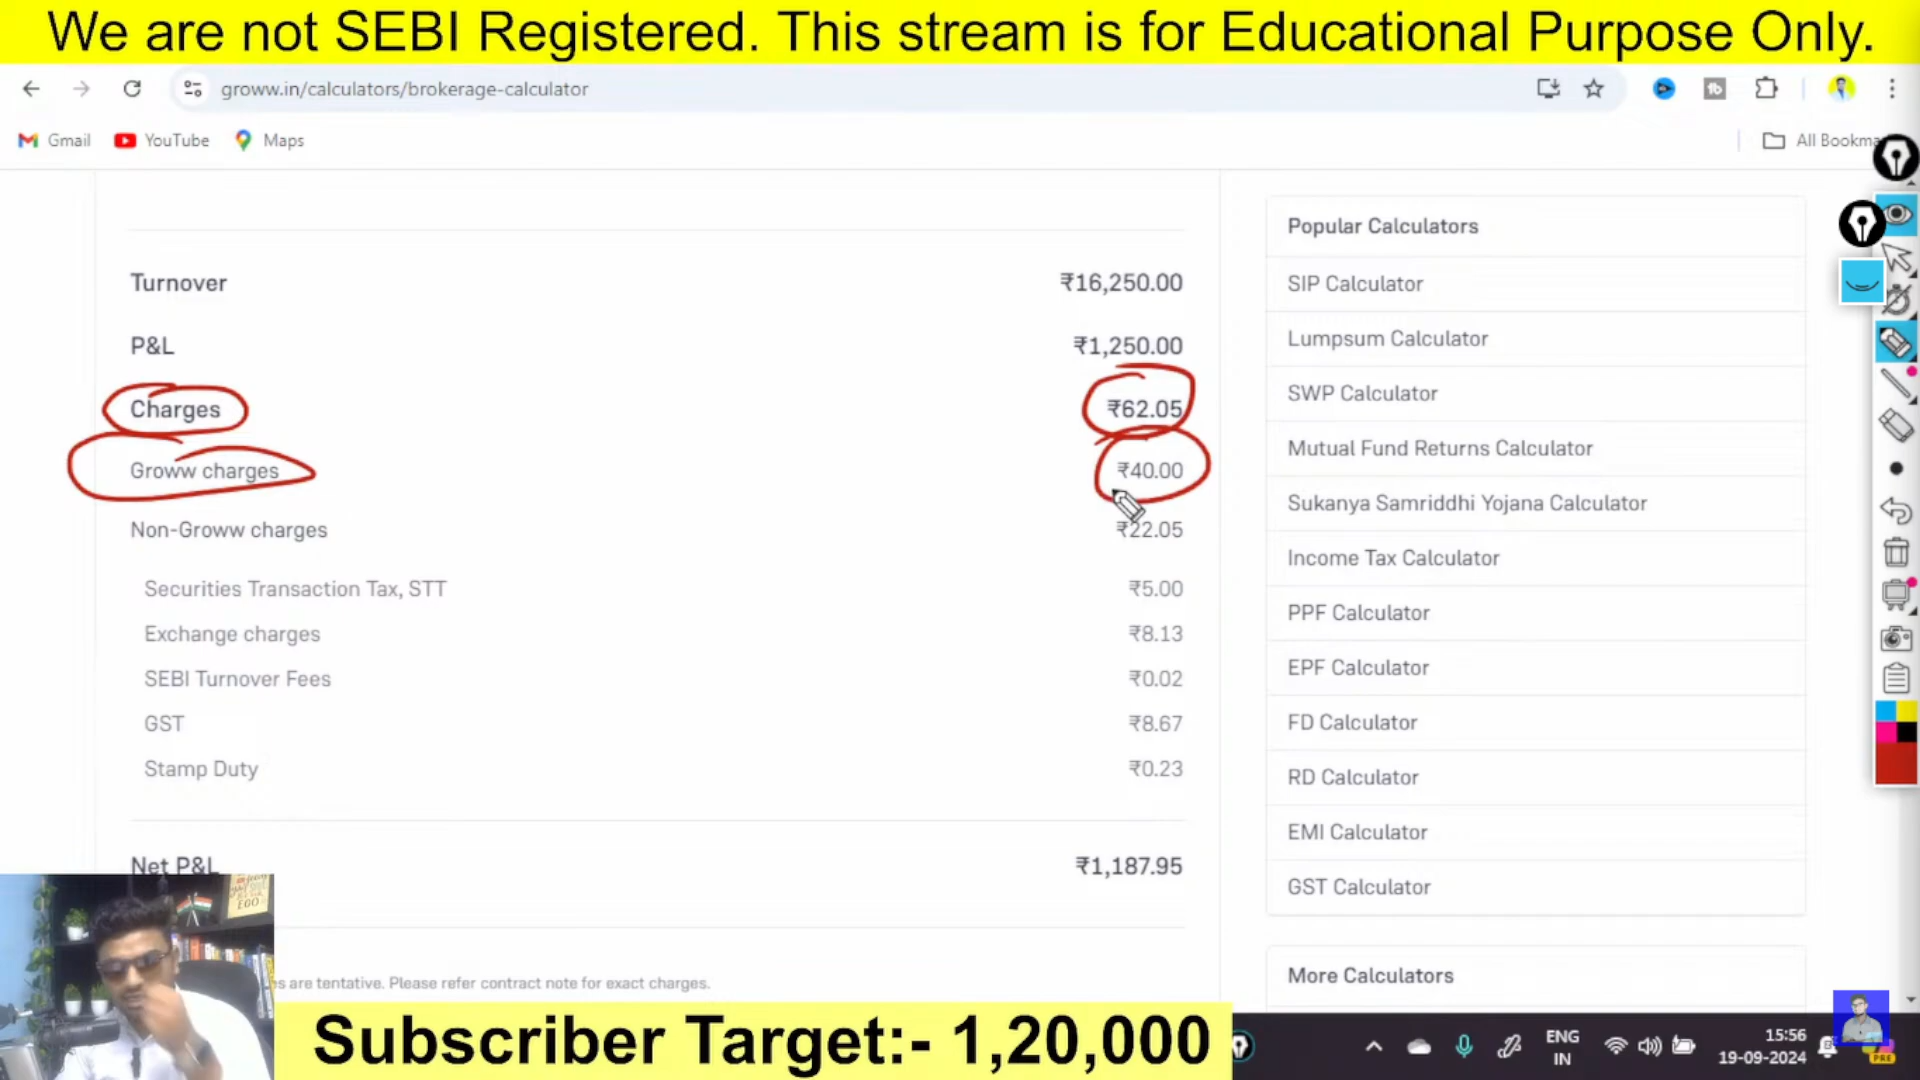 We are not SEBI Registered. This stream is for Educational Purpose Only.
groww.in/calculators/brokerage-calculator
Gmail
YouTube
Maps
All Bookma
Turnover ₹16,250.00
P&L ₹1,250.00
Charges ₹62.05
Groww charges ₹40.00
Non-Groww charges ₹22.05
Securities Transaction Tax, STT ₹5.00
Exchange charges ₹8.13
SEBI Turnover Fees ₹0.02
GST ₹8.67
Stamp Duty ₹0.23
Net P&L ₹1,187.95
are tentative. Please refer contract note for exact charges.
Popular Calculators
SIP Calculator
Lumpsum Calculator
SWP Calculator
Mutual Fund Returns Calculator
Sukanya Samriddhi Yojana Calculator
Income Tax Calculator
PPF Calculator
EPF Calculator
FD Calculator
RD Calculator
EMI Calculator
GST Calculator
More Calculators
Subscriber Target:- 1,20,000
ENG
IN
15:56
19-09-2024
PRE